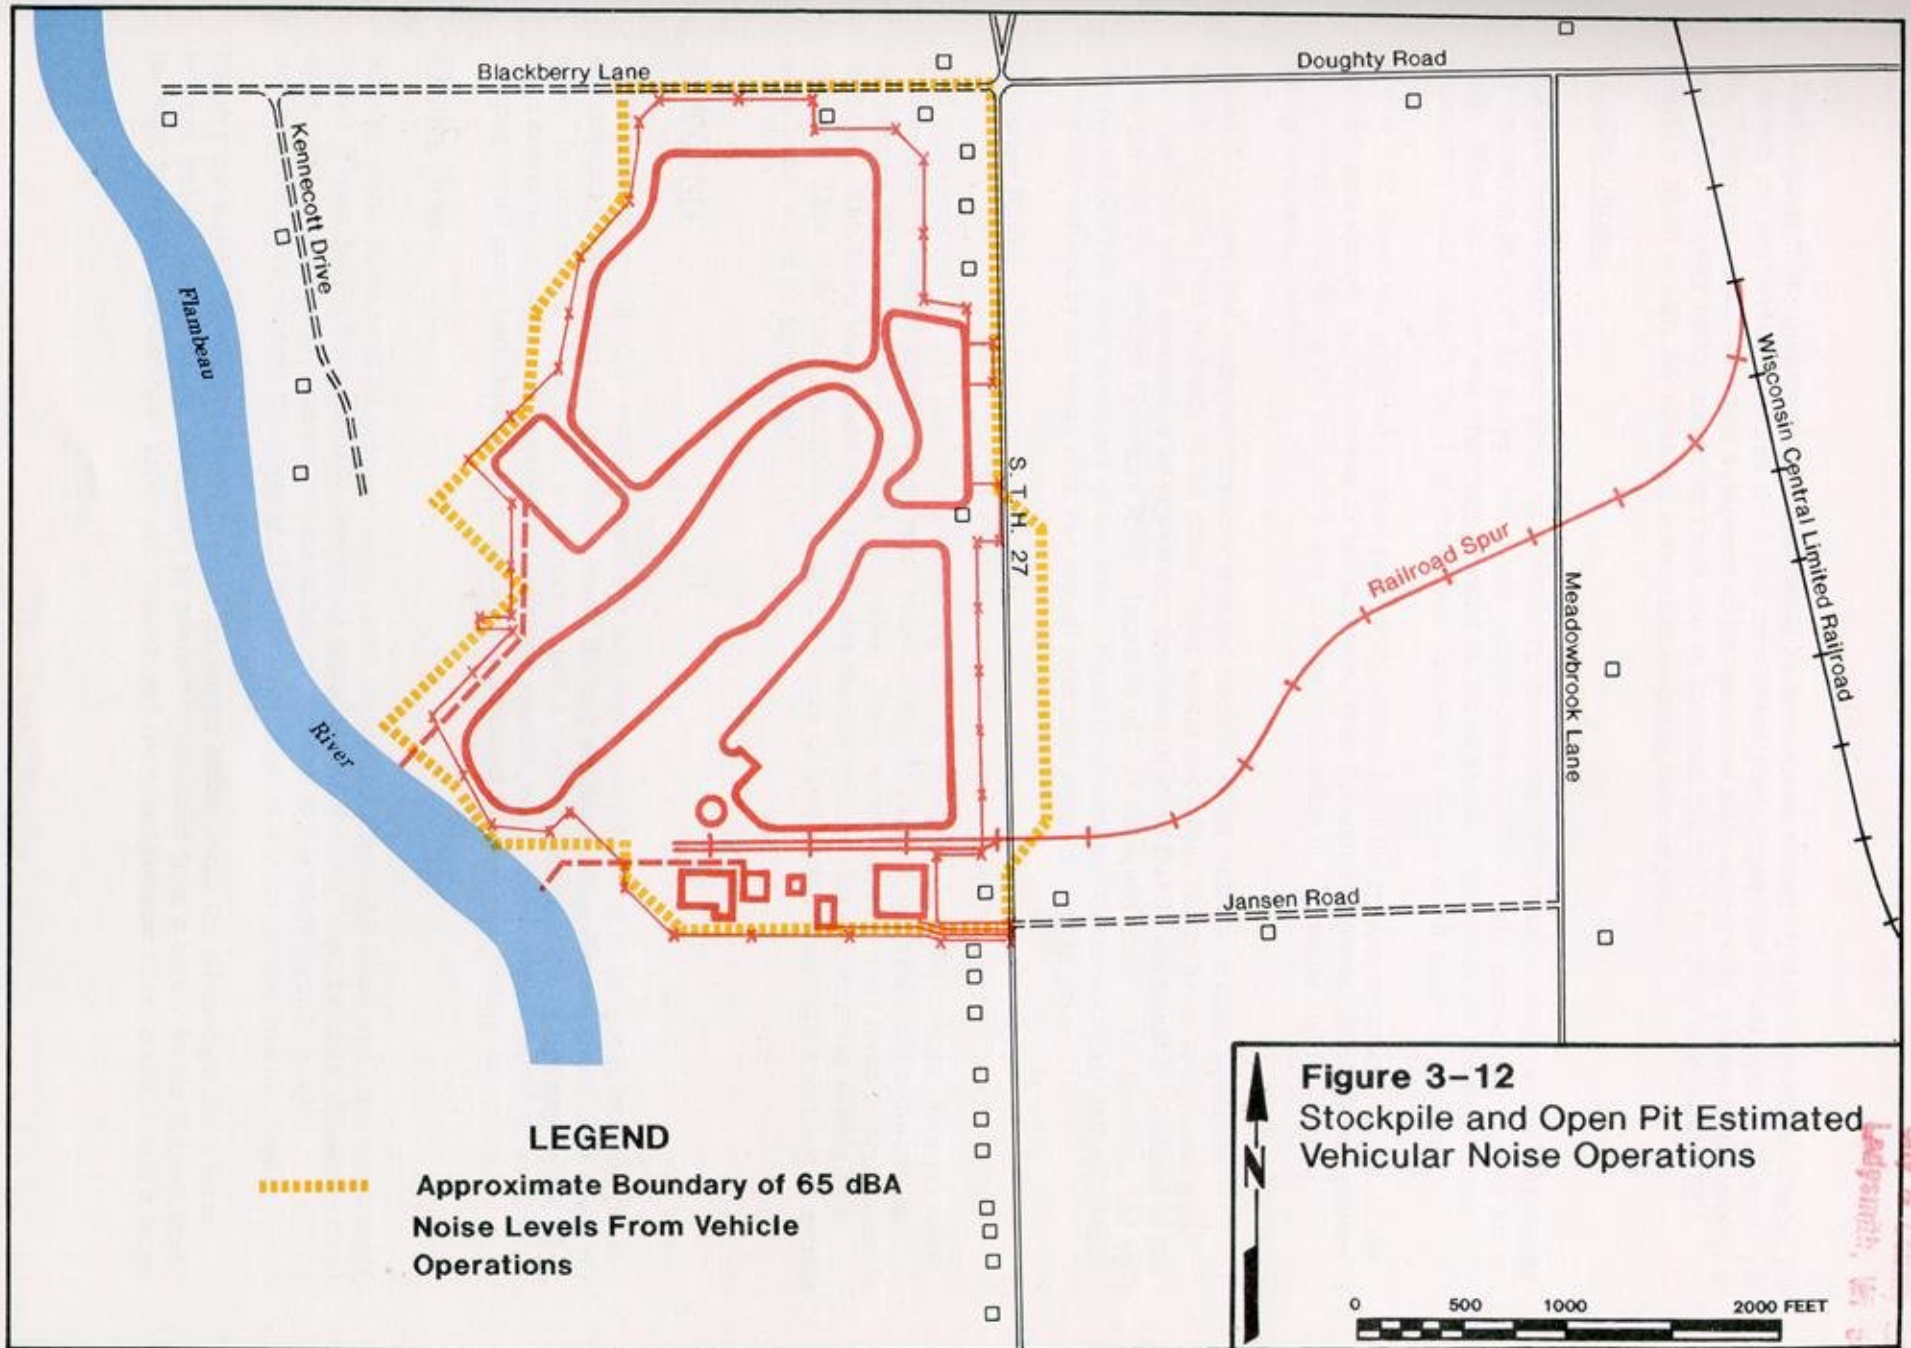 Blackberry Lane
Doughty Road
Kennecott Drive
Flambeau
River
S. T. H. 27
Railroad Spur
Meadowbrook Lane
Wisconsin Central Limited Railroad
Jansen Road
LEGEND
Approximate Boundary of 65 dBA
Noise Levels From Vehicle
Operations
Figure 3-12
Stockpile and Open Pit Estimated
Vehicular Noise Operations
N
0 500 1000 2000 FEET